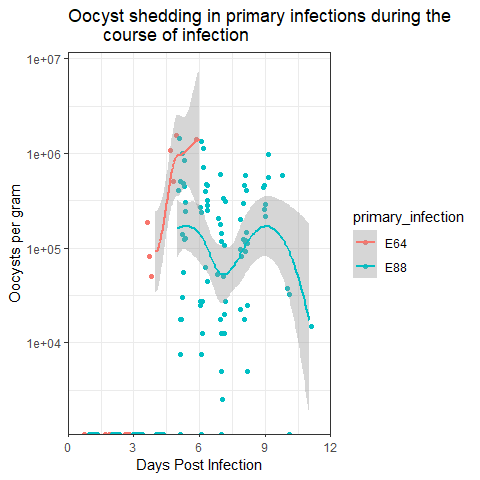 Oocyst shedding in primary infections during the
course of infection
1e+07
1e+06
1e+05
1e+04
Oocysts per gram
0 3 6 9 12
Days Post Infection
primary_infection
E64
E88